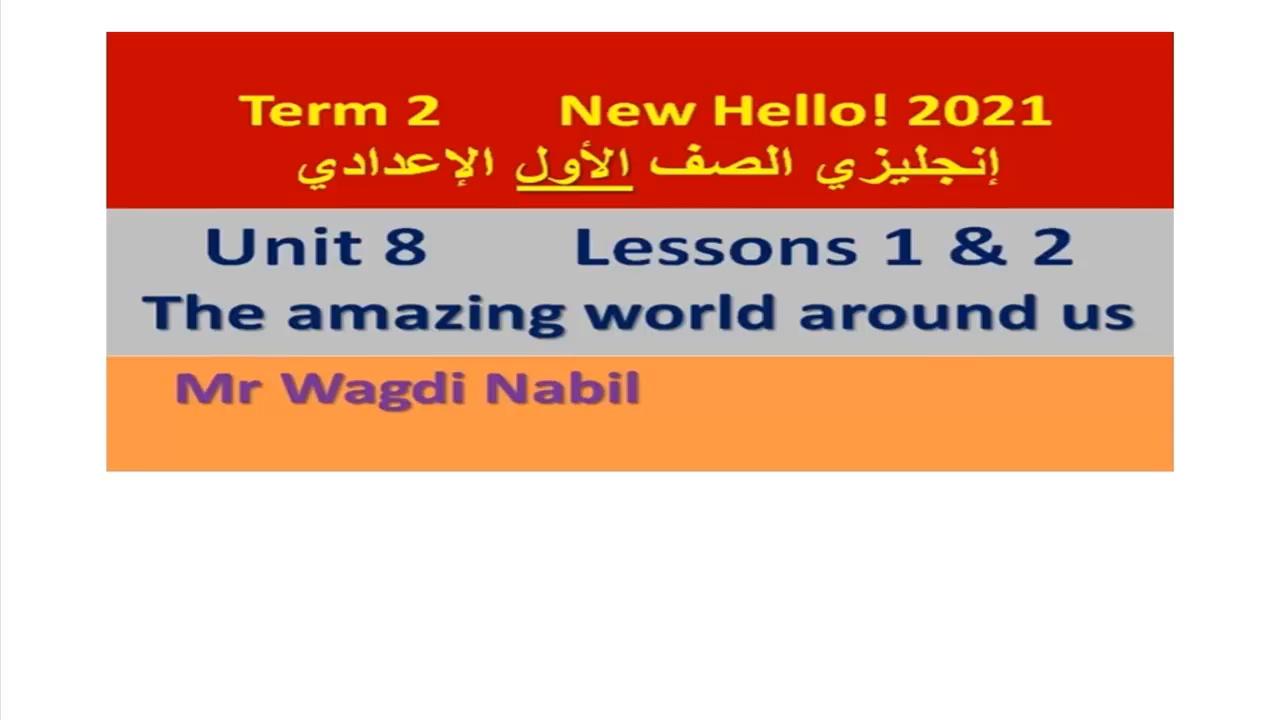 Term 2 New Hello! 2021
إنجليزي الصف الأول الإعدادي
Unit 8 Lessons 1 & 2
The amazing world around us
Mr Wagdi Nabil